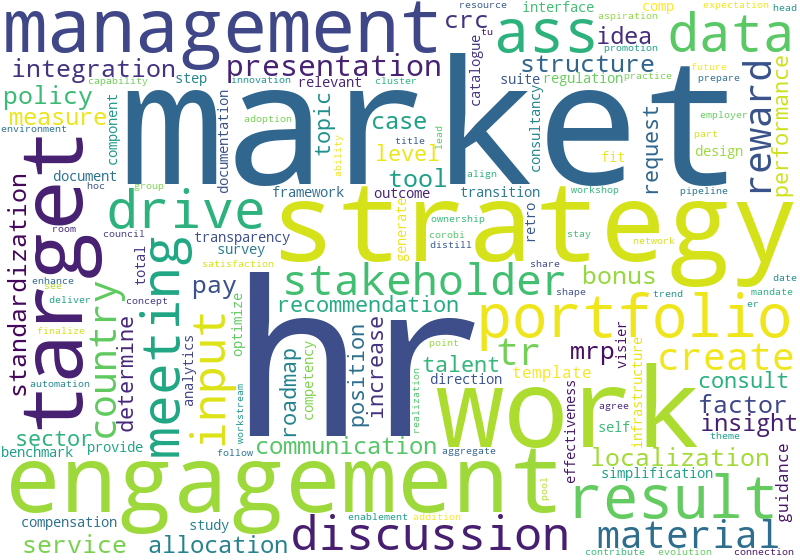 management
market
hr
strategy
work
engagement
target
portfolio
ass
data
crc
idea
interface
comp
expectation
head
resource
aspiration
tu
promotion
integration
presentation
structure
capability
step
innovation
cluster
relevant
catalogue
suite
regulation
practice
future
prepare
policy
measure
component
documentation
adoption
topic
case
title
ability
lead
level
consultancy
request
reward
performance
employer
part
design
fit
environment
document
hoc
group
framework
outcome
tool
align
transition
workshop
pipeline
room
council
drive
transparency
survey
generate
ownership
corobi
distill
retro
stay
network
standardization
enhance
see
deliver
concept
finalize
automation
country
determine
total
meeting
satisfaction
pay
stakeholder
share
shape
bonus
trend
date
mandate
er
input
analytics
optimize
recommendation
roadmap
competency
position
increase
point
realization
talent
tr
mrp
visier
create
direction
template
infrastructure
consult
factor
insight
sector
benchmark
provide
workstream
follow
communication
aggregate
effectiveness
agree
self
theme
localization
simplification
guidance
pool
result
compensation
study
service
allocation
discussion
enablement
addition
material
contribute
evolution
connection